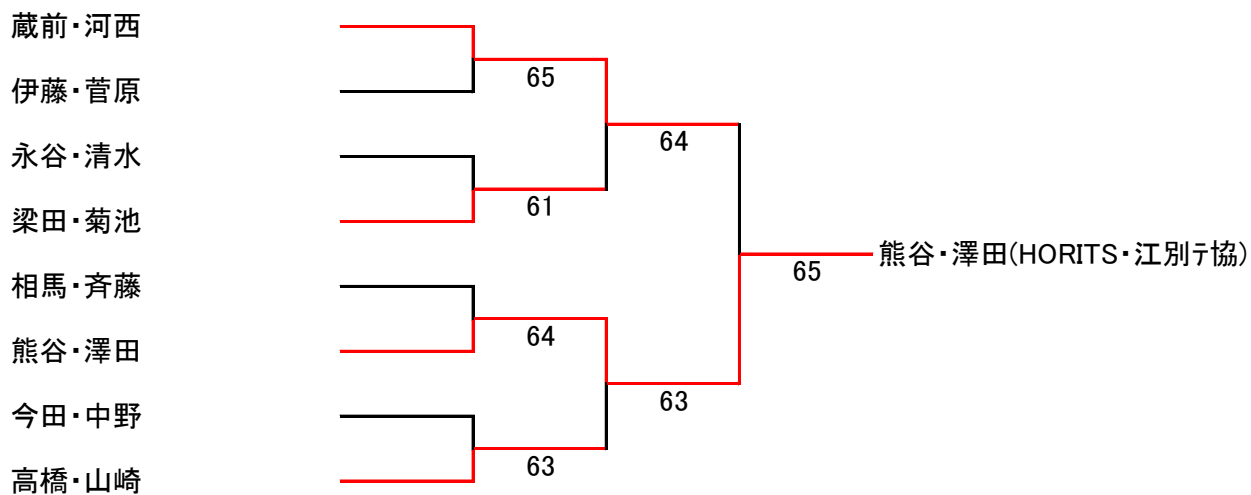 蔵前・河西
65
伊藤・菅原
64
永谷・清水
61
梁田・菊池
熊谷・澤田(HORITS・江別ﾃ協)
65
相馬・斉藤
64
熊谷・澤田
63
今田・中野
63
高橋・山崎